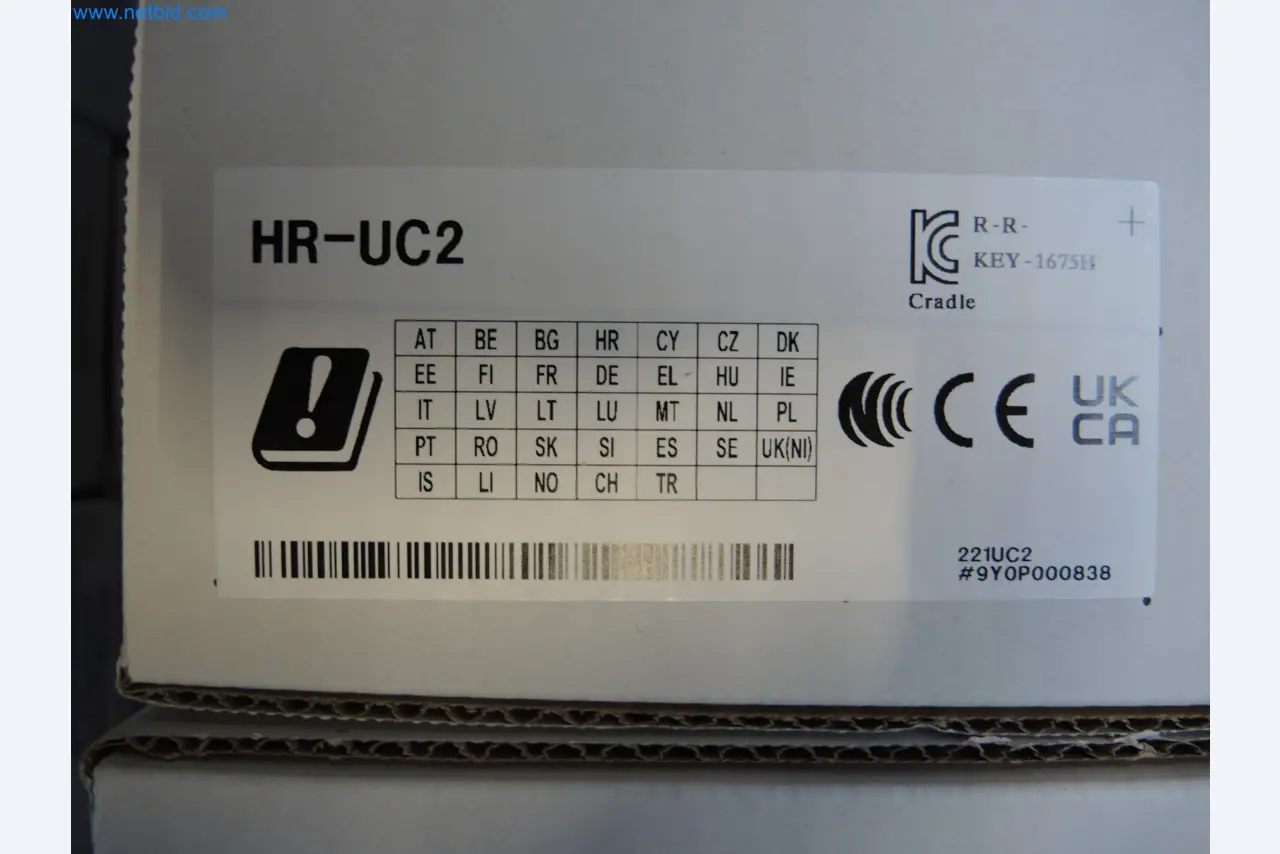 www.netbid.com
HR-UC2
R-R-
KEY-1675H
Cradle
AT BE BG HR CY CZ DK
EE FI FR DE EL HU IE
IT LV LT LU MT NL PL
PT RO SK SI ES SE UK(NI)
IS LI NO CH TR
CE
UK
CA
221UC2
#9Y0P000838